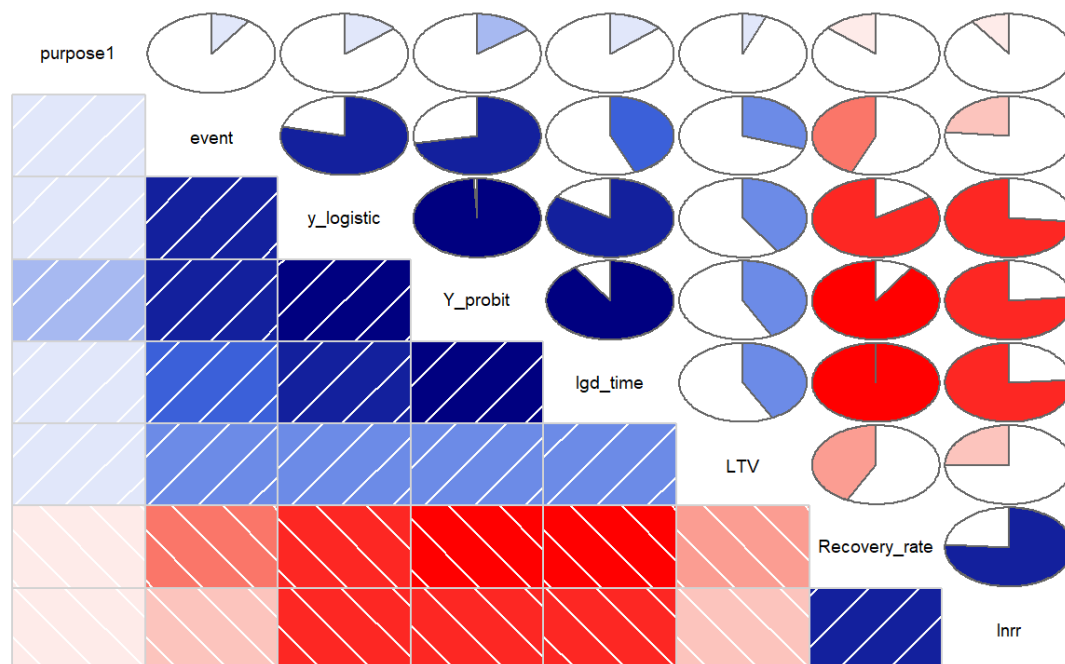 purpose1
event
y_logistic
Y_probit
lgd_time
LTV
Recovery_rate
lnrr